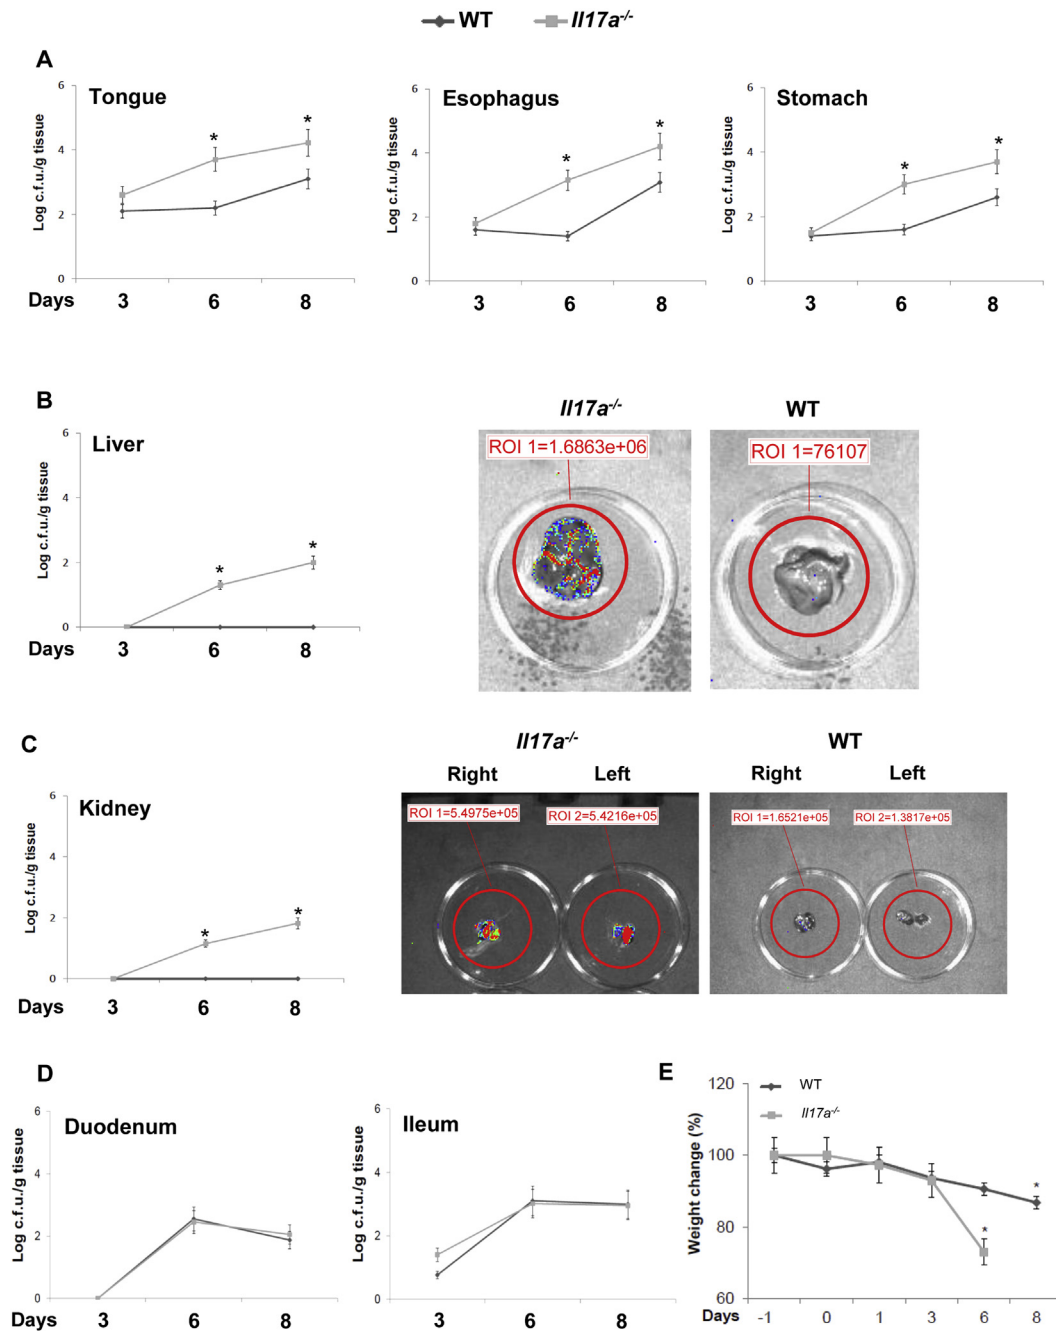 WT Il17a-/-
A
Tongue
Log c.f.u./g tissue
6
4
2
0
Days 3 6 8
Esophagus
Log c.f.u./g tissue
6
4
2
0
3 6 8
Stomach
Log c.f.u./g tissue
6
4
2
0
3 6 8
* *
* *
* *
B
Liver
Log c.f.u./g tissue
6
4
2
0
Days 3 6 8
* *
Il17a-/-
ROI 1=1.6863e+06
WT
ROI 1=76107
C
Kidney
Log c.f.u./g tissue
6
4
2
0
Days 3 6 8
* *
Il17a-/-
Right Left
ROI 1=5.4975e+05
ROI 2=5.4216e+05
WT
Right Left
ROI 1=1.6521e+05
ROI 2=1.3817e+05
D
Duodenum
Log c.f.u./g tissue
6
4
2
0
Days 3 6 8
Ileum
Log c.f.u./g tissue
6
4
2
0
3 6 8
E
WT
Il17a-/-
Weight change (%)
120
100
80
60
* *
Days -1 0 1 3 6 8